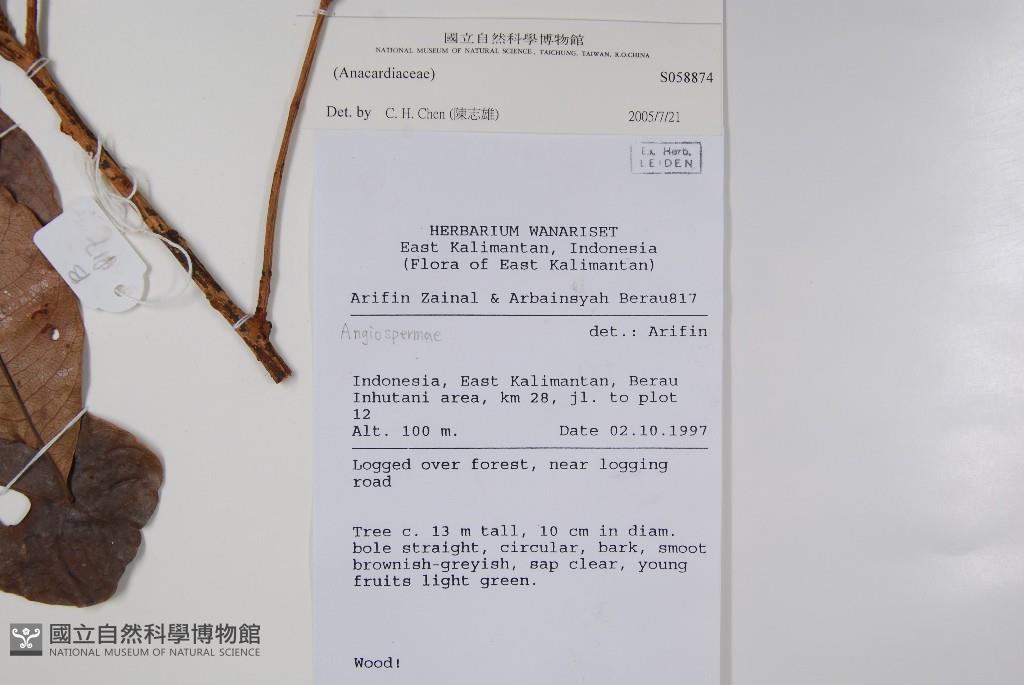 國立自然科學博物館
NATIONAL MUSEUM OF NATURAL SCIENCE, TAICHUNG, TAIWAN, R.O.CHINA
(Anacardiaceae) S058874
Det. by C. H. Chen (陳志雄) 2005/7/21
Ex. Herb.
LEIDEN
HERBARIUM WANARISET
East Kalimantan, Indonesia
(Flora of East Kalimantan)
Arifin Zainal & Arbainsyah Berau817
Angiospermae det.: Arifin
Indonesia, East Kalimantan, Berau
Inhutani area, km 28, jl. to plot
12
Alt. 100 m. Date 02.10.1997
Logged over forest, near logging
road
Tree c. 13 m tall, 10 cm in diam.
bole straight, circular, bark, smoot
brownish-greyish, sap clear, young
fruits light green.
Wood!
B
國立自然科學博物館
NATIONAL MUSEUM OF NATURAL SCIENCE